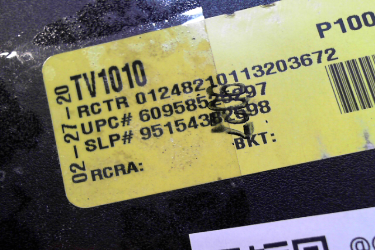 P100
02-27-20
TV1010
RCTR 01248210113203672
UPC#
SLP#
RCRA:
BKT:
@